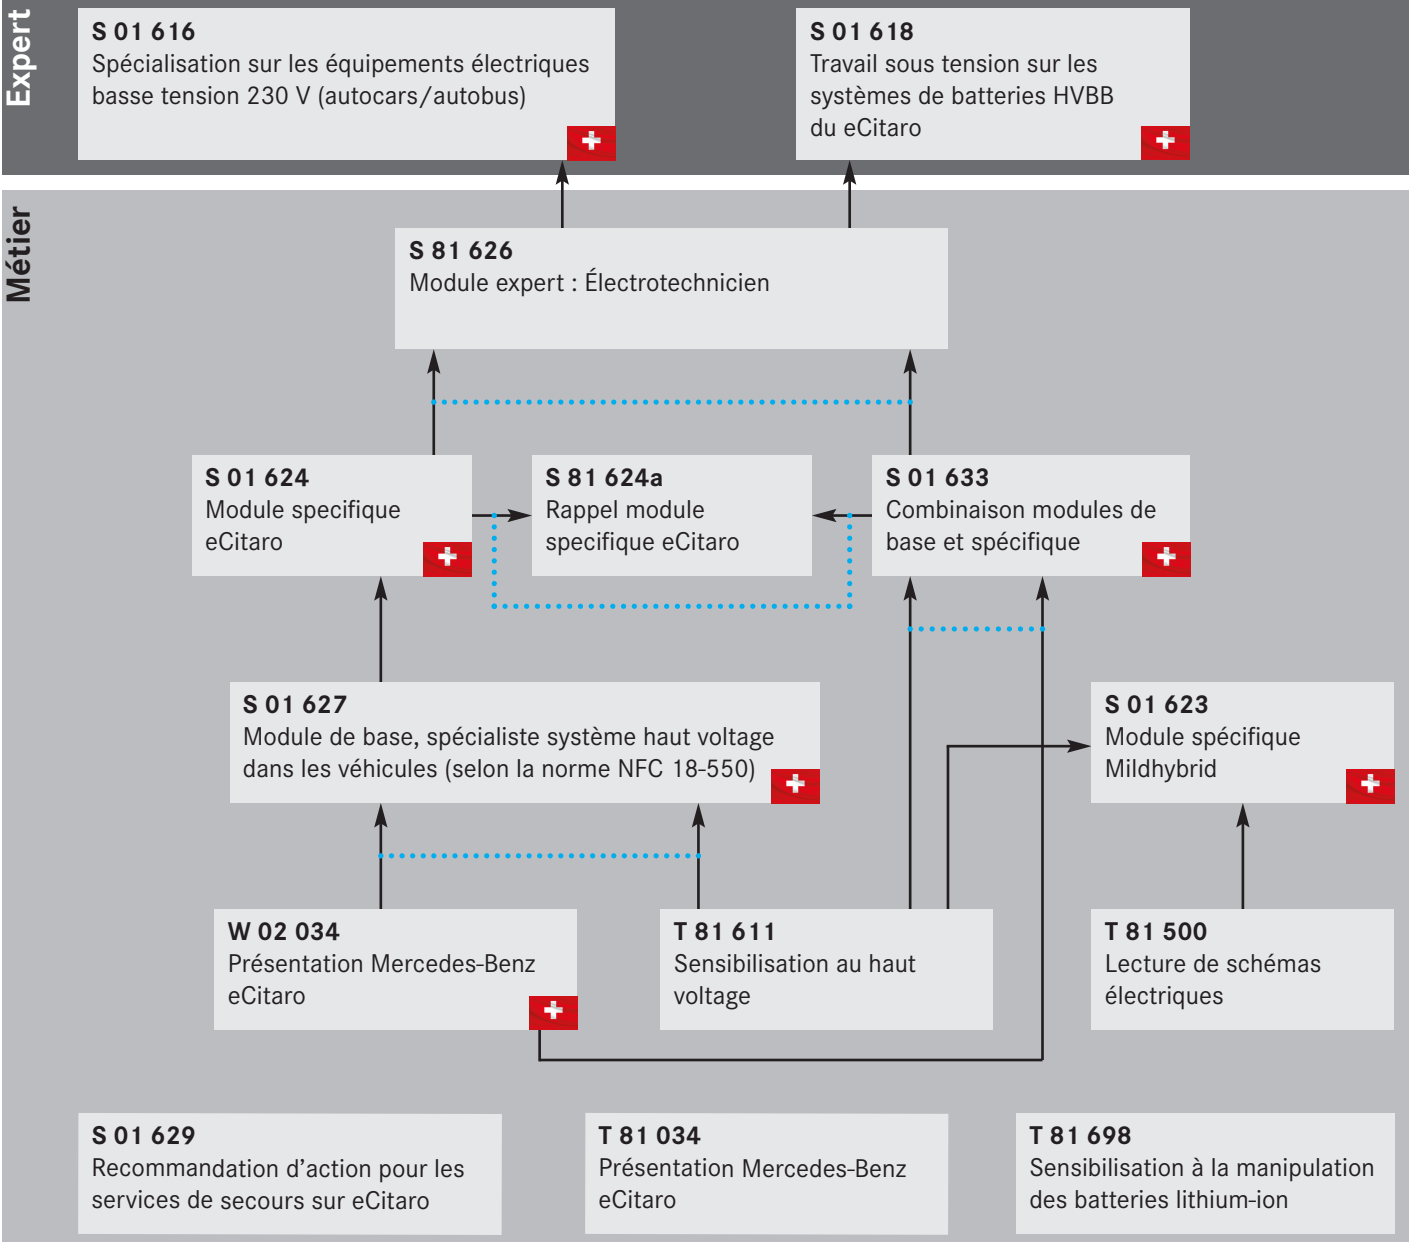 Expert
S 01 616
Spécialisation sur les équipements électriques
basse tension 230 V (autocars/autobus)
S 01 618
Travail sous tension sur les
systèmes de batteries HVBB
du eCitaro
Métier
S 81 626
Module expert : Électrotechnicien
S 01 624
Module specifique
eCitaro
S 81 624a
Rappel module
specifique eCitaro
S 01 633
Combinaison modules de
base et spécifique
S 01 627
Module de base, spécialiste système haut voltage
dans les véhicules (selon la norme NFC 18-550)
S 01 623
Module spécifique
Mildhybrid
W 02 034
Présentation Mercedes-Benz
eCitaro
T 81 611
Sensibilisation au haut
voltage
T 81 500
Lecture de schémas
électriques
S 01 629
Recommandation d’action pour les
services de secours sur eCitaro
T 81 034
Présentation Mercedes-Benz
eCitaro
T 81 698
Sensibilisation à la manipulation
des batteries lithium-ion